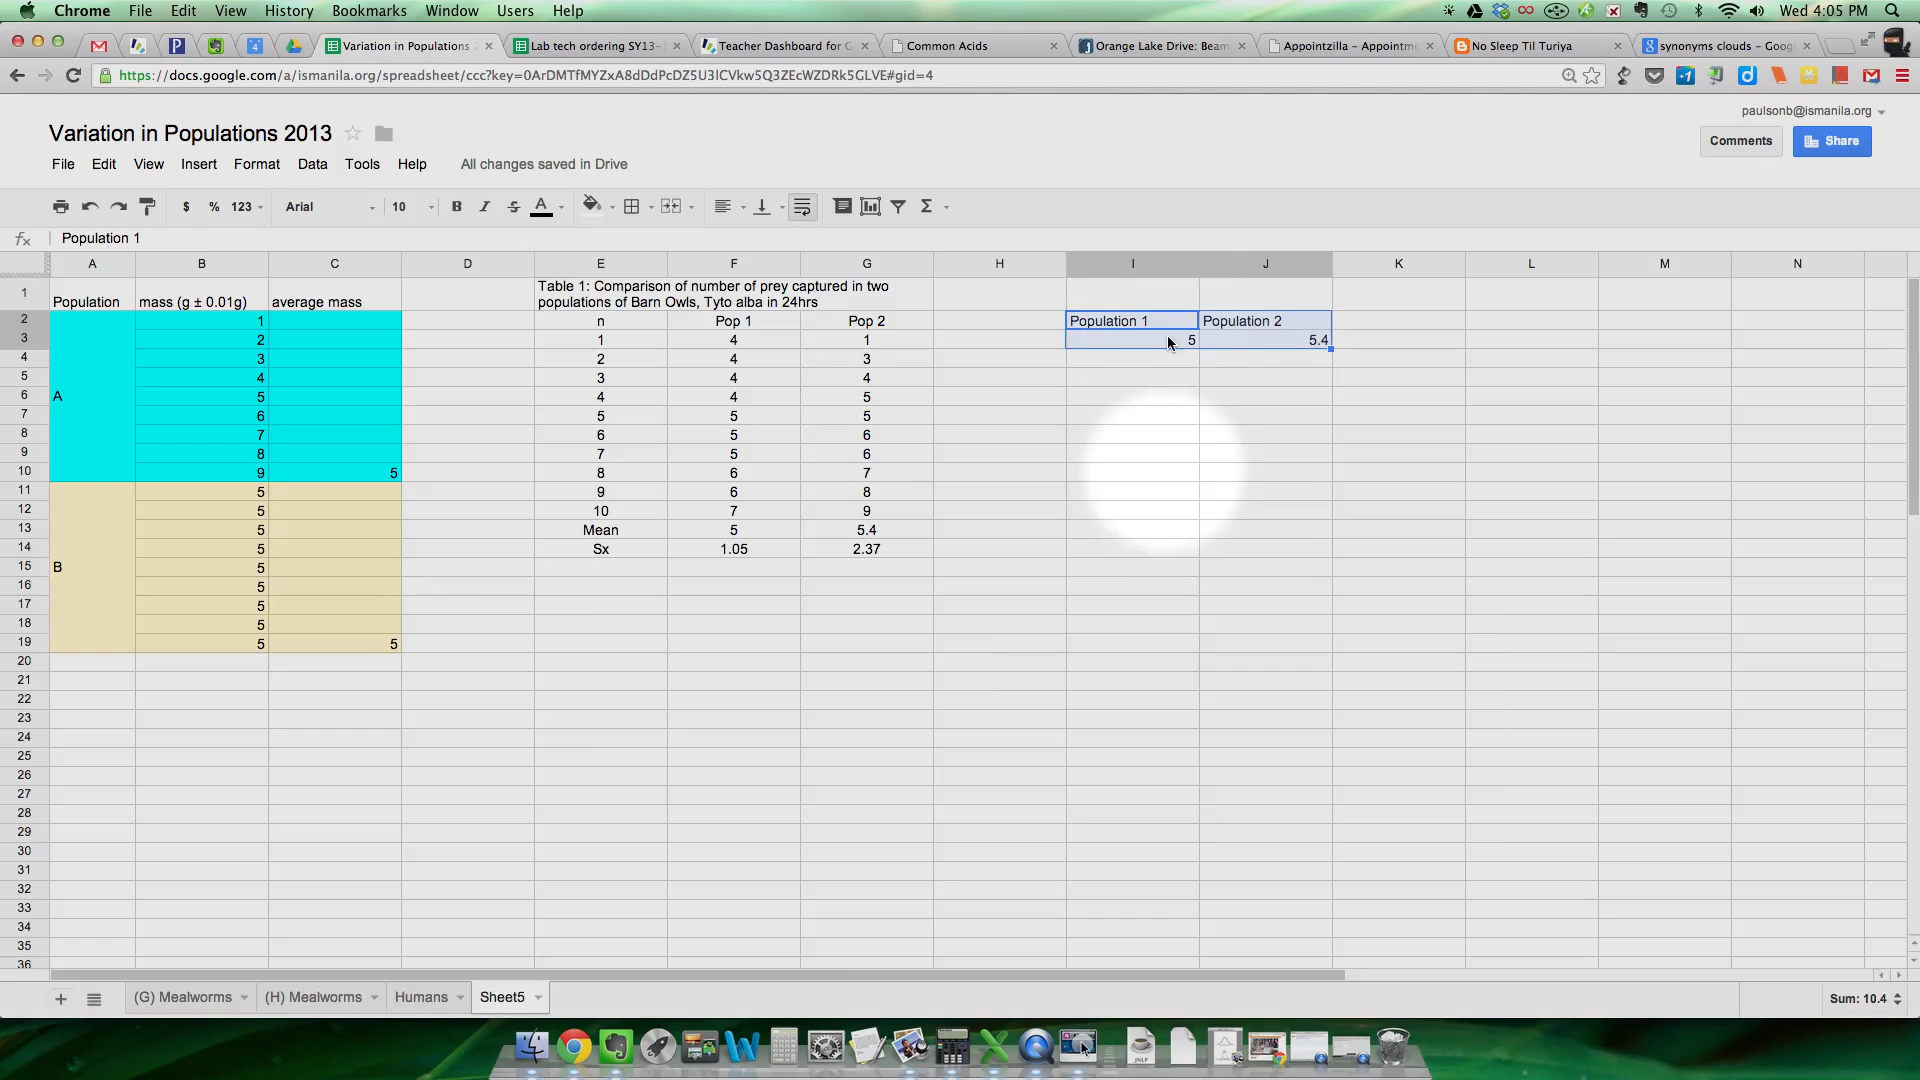 Chrome File Edit View History Bookmarks Window Users Help Wed 4:05 PM
Variation in Populations 2 Lab tech ordering SY13- Teacher Dashboard for G Common Acids Orange Lake Drive: Beam Appointzilla – Appointme No Sleep Til Turiya synonyms clouds – Goog
https://docs.google.com/a/ismanila.org/spreadsheet/ccc?key=0ArDMTfMYZxA8dDdPcDZ5U3lCVkw5Q3ZEcWZDRk5GLVE#gid=4
paulsonb@ismanila.org
Variation in Populations 2013
Comments Share
File Edit View Insert Format Data Tools Help All changes saved in Drive
$ % 123 Arial 10 B I S A Σ
fx Population 1
A B C D E F G H I J K L M N
1 Population mass (g ± 0.01g) average mass Table 1: Comparison of number of prey captured in two
populations of Barn Owls, Tyto alba in 24hrs
2 1 n Pop 1 Pop 2 Population 1 Population 2
3 2 1 4 1 5 5.4
4 3 2 4 3
5 4 3 4 4
6 A 5 4 4 5
7 6 5 5 5
8 7 6 5 6
9 8 7 5 6
10 9 5 8 6 7
11 5 9 6 8
12 5 10 7 9
13 5 Mean 5 5.4
14 5 Sx 1.05 2.37
15 B 5
16 5
17 5
18 5
19 5 5
20
21
22
23
24
25
26
27
28
29
30
31
32
33
34
35
36
(G) Mealworms (H) Mealworms Humans Sheet5 Sum: 10.4
JNLP